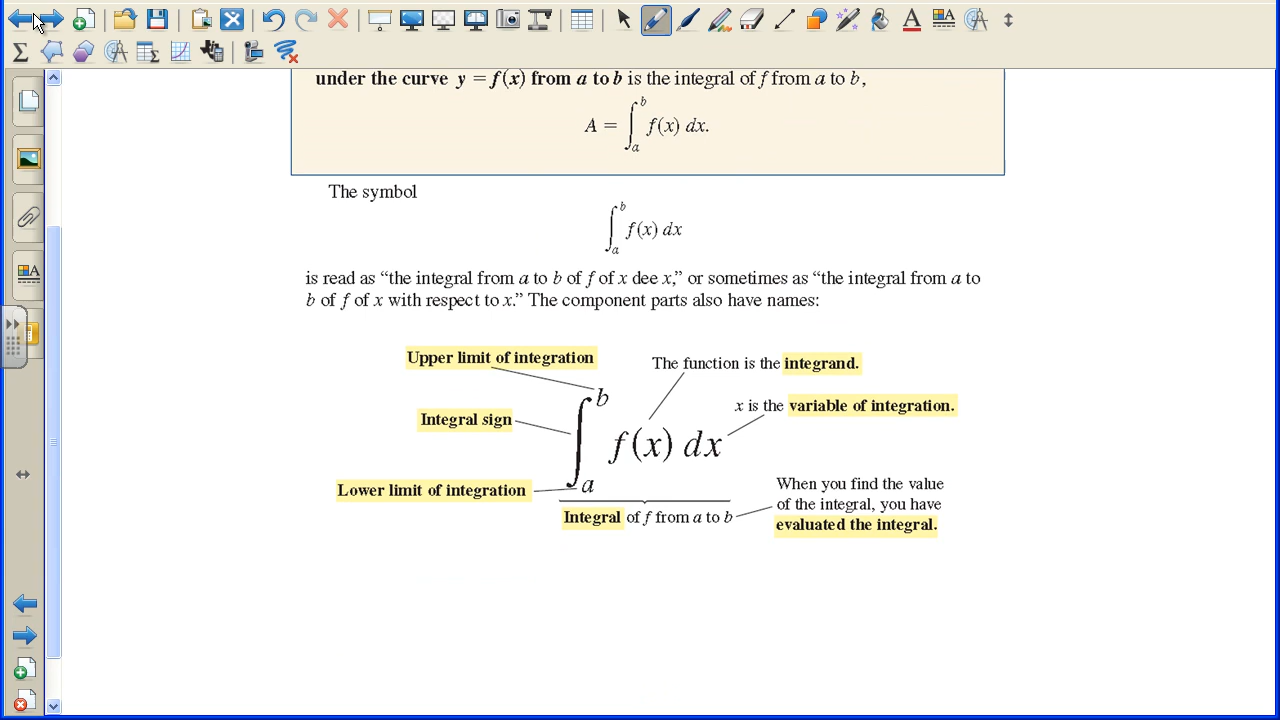 under the curve y = f(x) from a to b is the integral of f from a to b,
A = ∫_a^b f(x) dx.
The symbol
∫_a^b f(x) dx
is read as “the integral from a to b of f of x dee x,” or sometimes as “the integral from a to
b of f of x with respect to x.” The component parts also have names:
Upper limit of integration
The function is the integrand.
x is the variable of integration.
Integral sign
∫_a^b f(x) dx
Lower limit of integration
When you find the value
of the integral, you have
evaluated the integral.
Integral of f from a to b